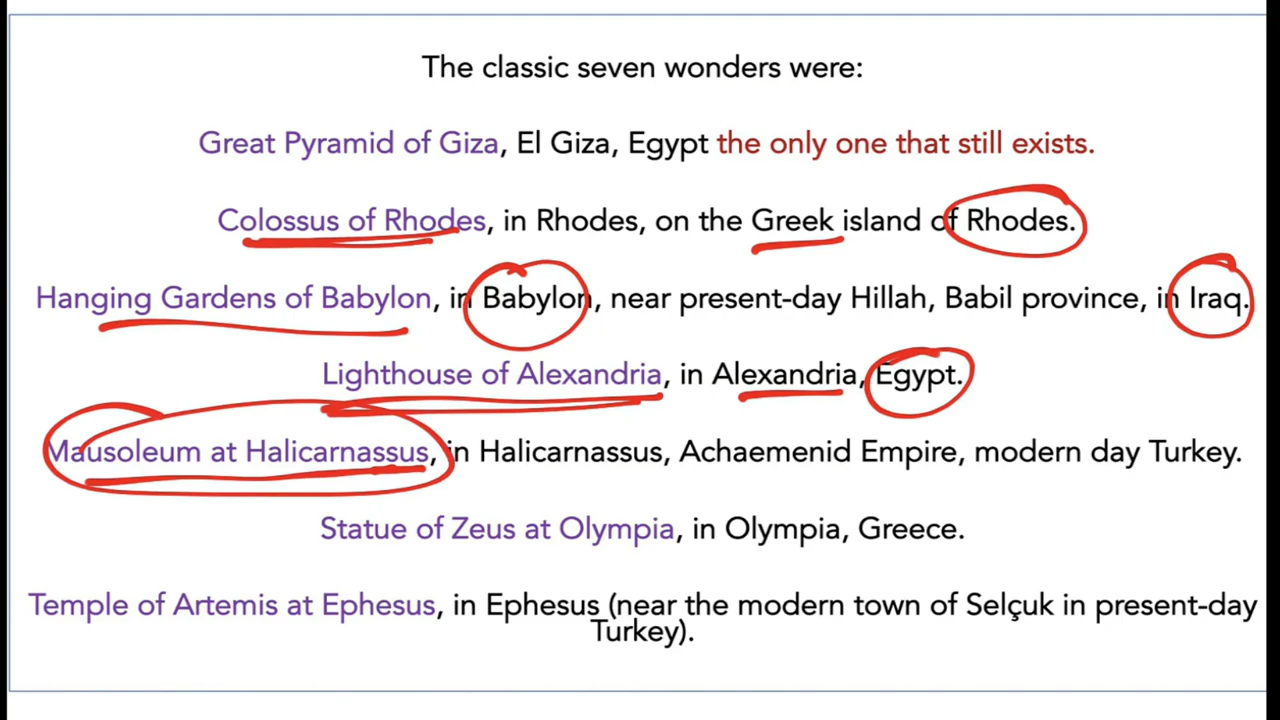 The classic seven wonders were:
Great Pyramid of Giza, El Giza, Egypt the only one that still exists.
Colossus of Rhodes, in Rhodes, on the Greek island of Rhodes.
Hanging Gardens of Babylon, in Babylon, near present-day Hillah, Babil province, in Iraq.
Lighthouse of Alexandria, in Alexandria, Egypt.
Mausoleum at Halicarnassus, in Halicarnassus, Achaemenid Empire, modern day Turkey.
Statue of Zeus at Olympia, in Olympia, Greece.
Temple of Artemis at Ephesus, in Ephesus (near the modern town of Selçuk in present-day
Turkey).